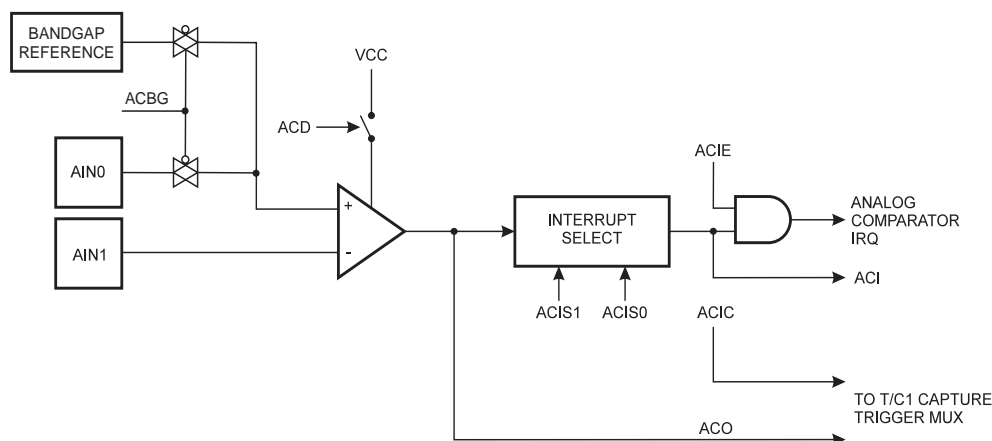 BANDGAP
REFERENCE
VCC
ACBG
ACD
ACIE
AIN0
+
INTERRUPT
SELECT
ANALOG
COMPARATOR
IRQ
AIN1
-
ACI
ACIS1
ACIS0
ACIC
TO T/C1 CAPTURE
TRIGGER MUX
ACO